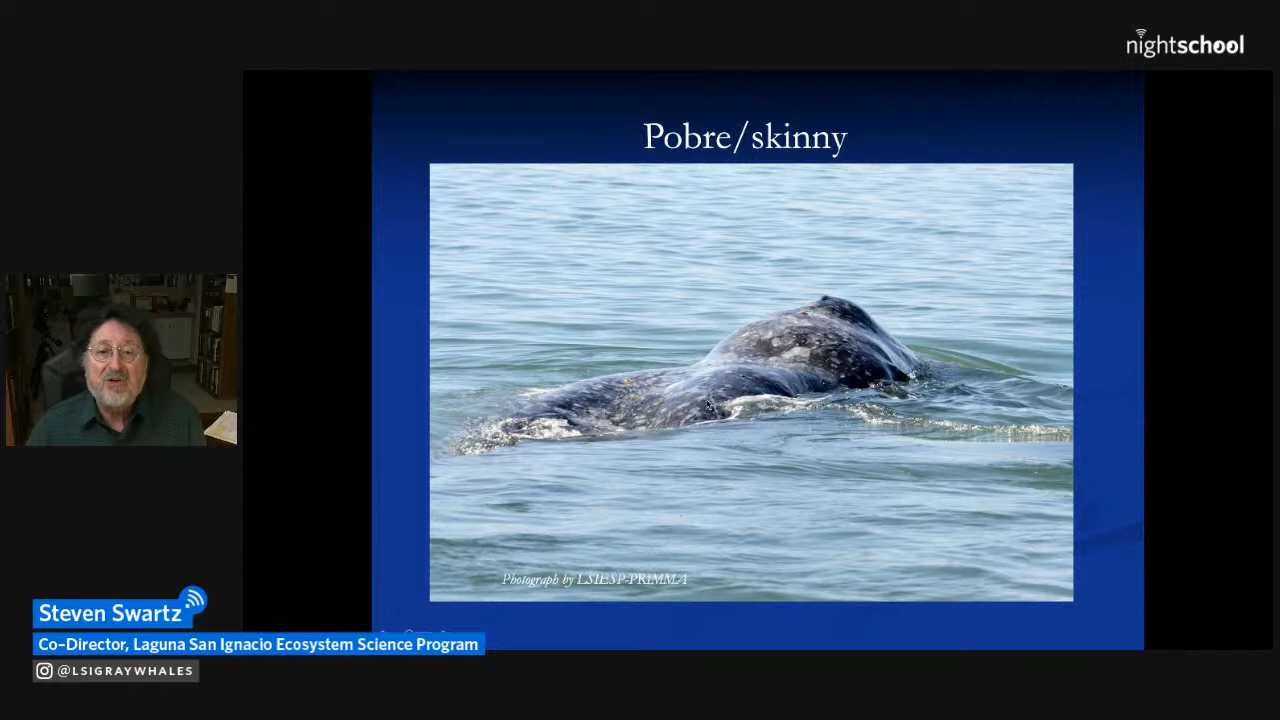 nightschool
Pobre/skinny
Photograph by LSIESP-PRIMMA
Steven Swartz
Co-Director, Laguna San Ignacio Ecosystem Science Program
@LSIGRAYWHALES